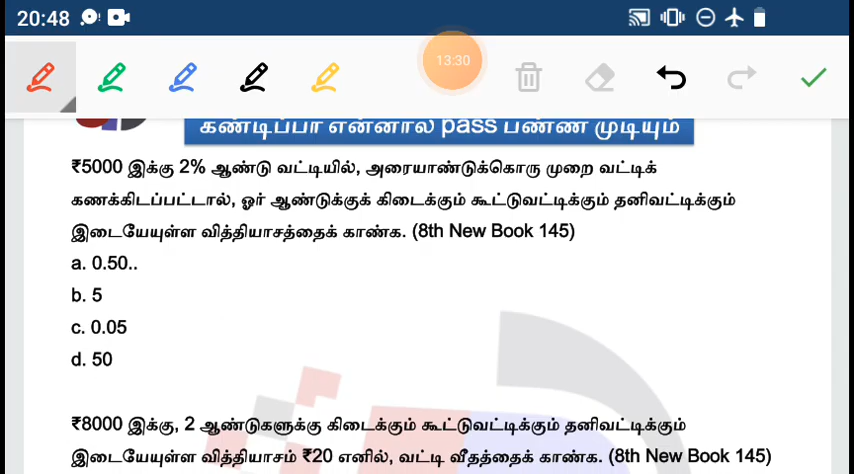 20:48
13:30
கண்டிப்பா என்னால் pass பண்ண முடியும்
₹5000 இக்கு 2% ஆண்டு வட்டியில், அரையாண்டுக்கொரு முறை வட்டிக்
கணக்கிடப்பட்டால், ஓர் ஆண்டுக்குக் கிடைக்கும் கூட்டுவட்டிக்கும் தனிவட்டிக்கும்
இடையேயுள்ள வித்தியாசத்தைக் காண்க. (8th New Book 145)
a. 0.50..
b. 5
c. 0.05
d. 50
₹8000 இக்கு, 2 ஆண்டுகளுக்கு கிடைக்கும் கூட்டுவட்டிக்கும் தனிவட்டிக்கும்
இடையேயுள்ள வித்தியாசம் ₹20 எனில், வட்டி வீதத்தைக் காண்க. (8th New Book 145)